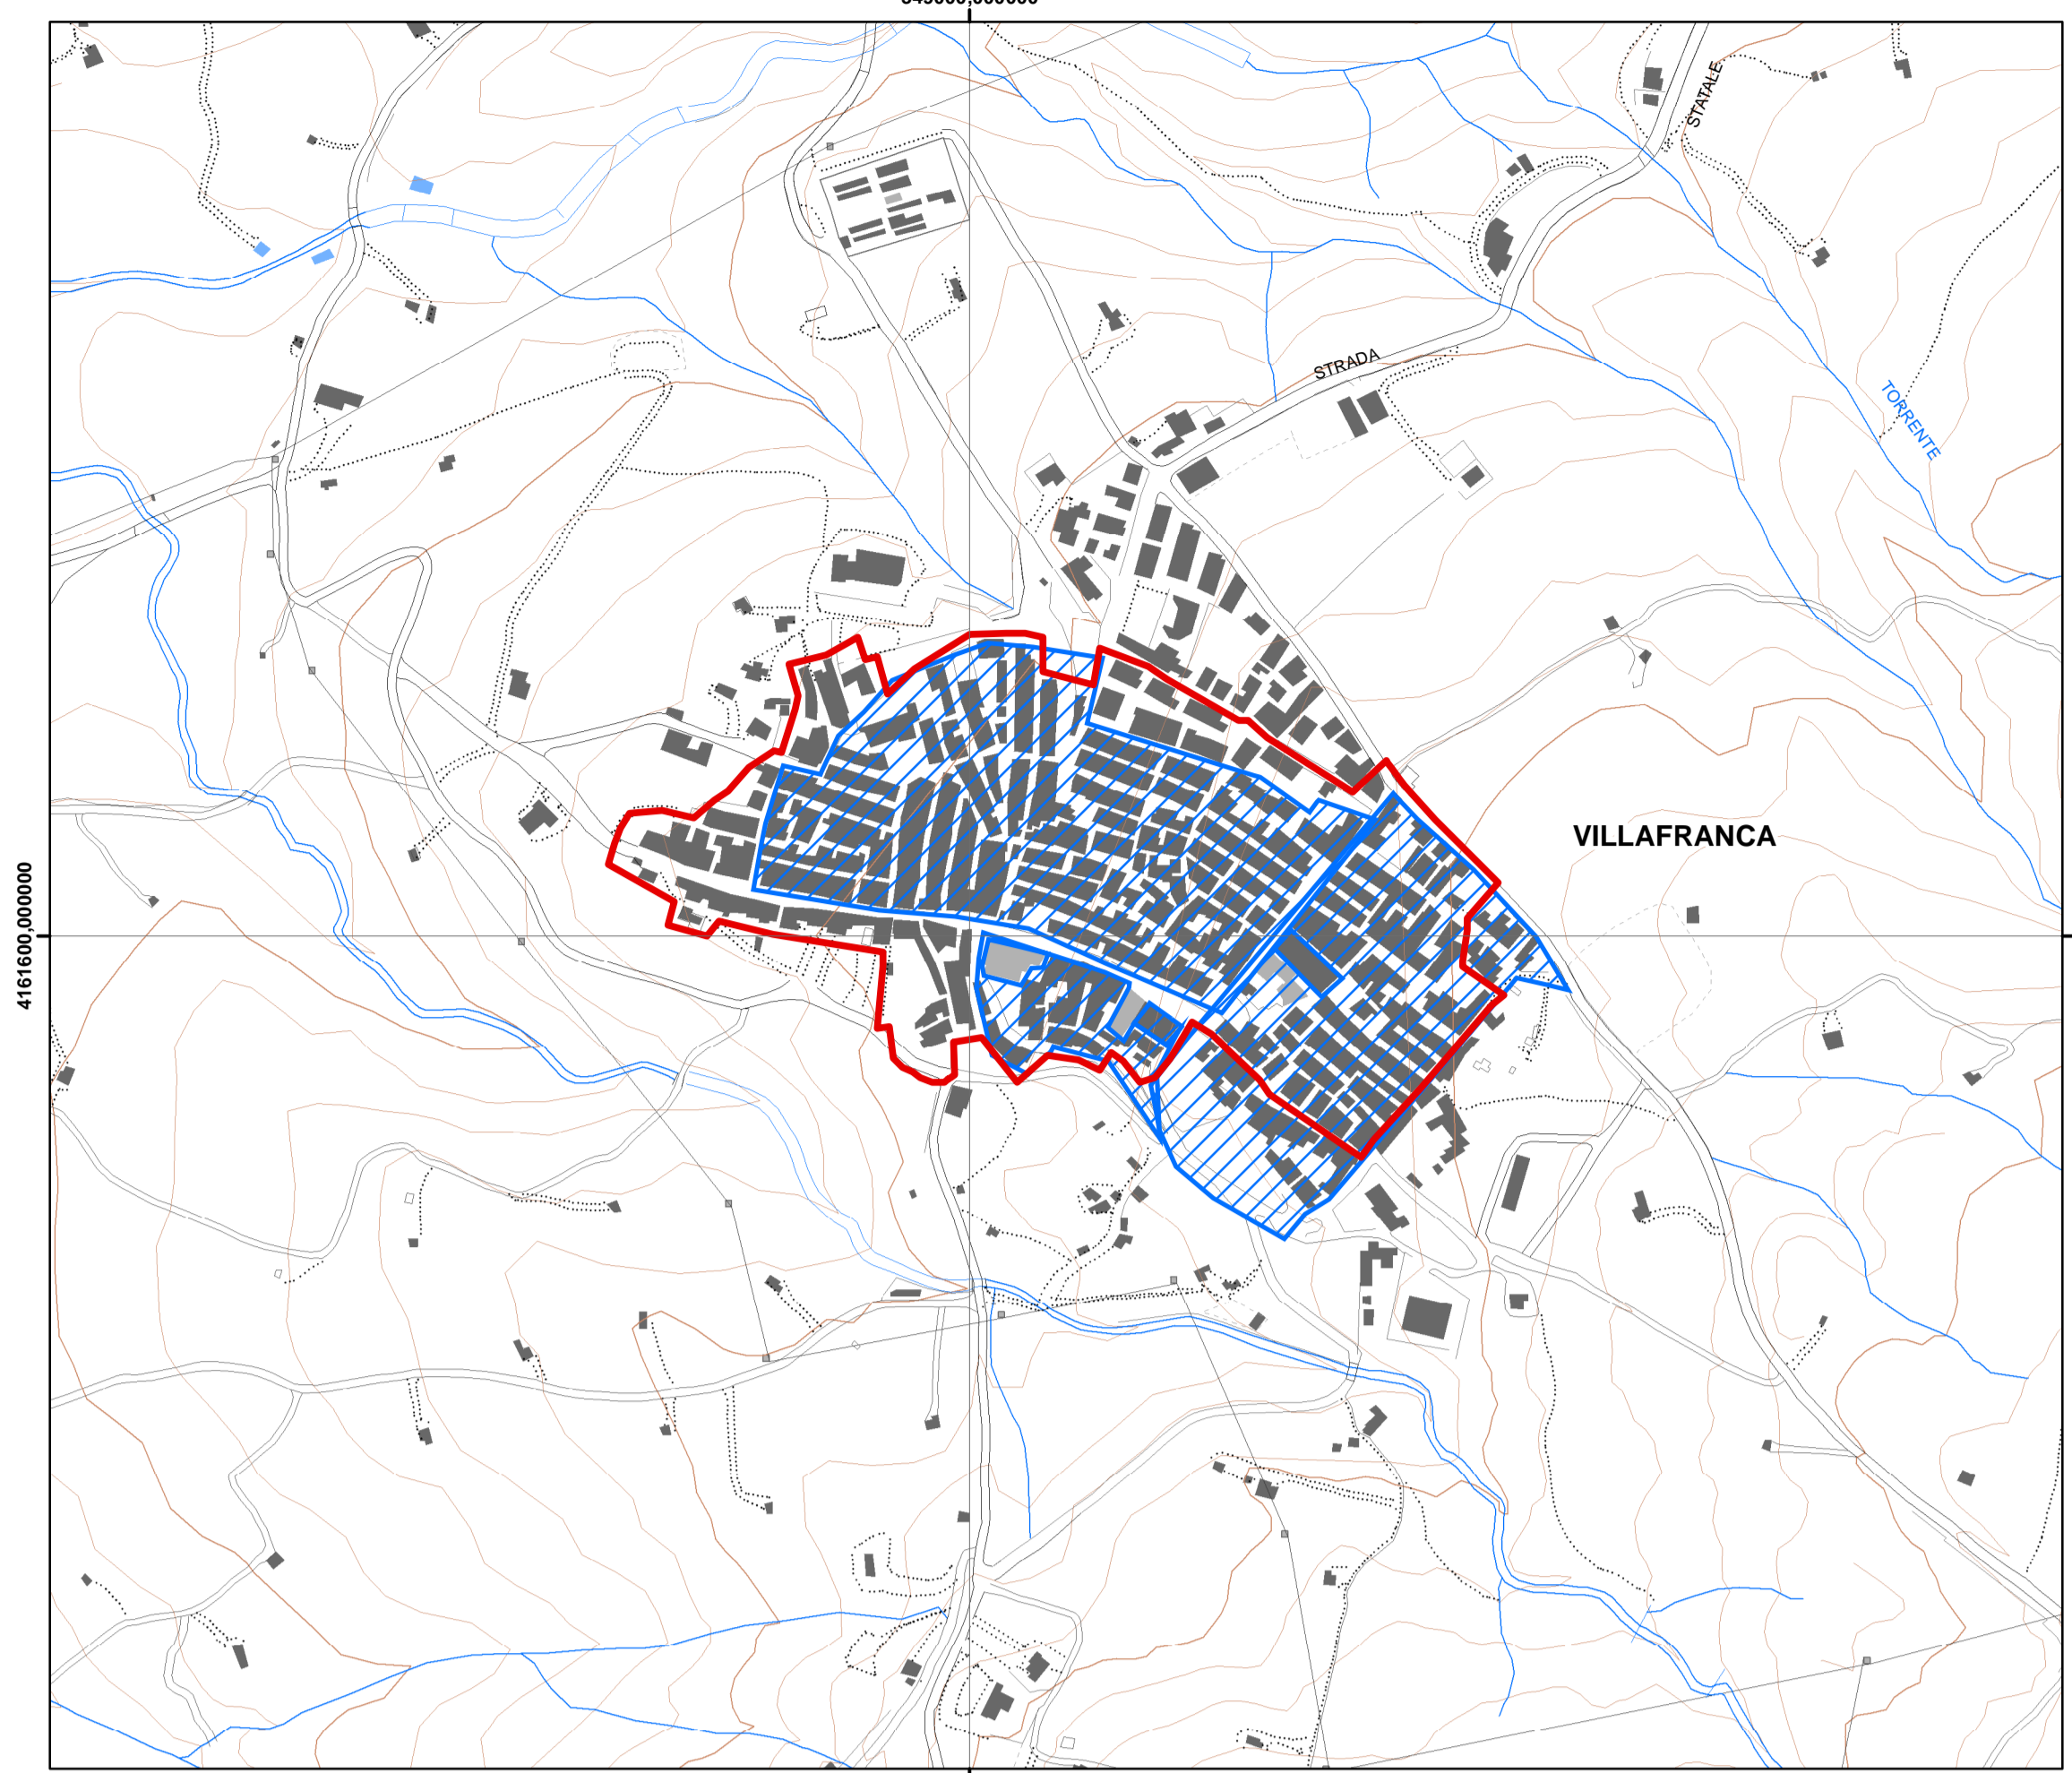 STATALE
STRADA
TORRENTE
VILLAFRANCA
4161600,000000